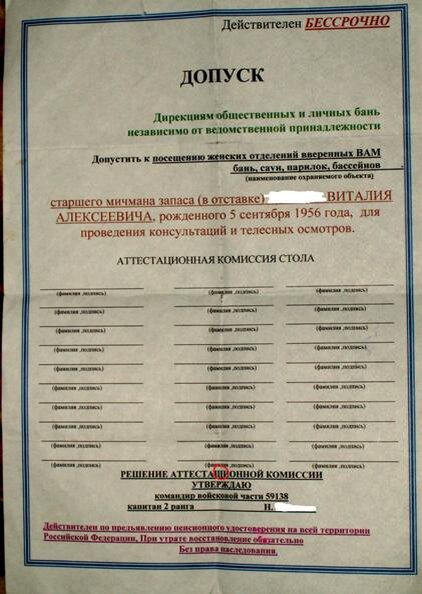 Действителен БЕССРОЧНО
ДОПУСК
Дирекциям общественных и личных бань
независимо от ведомственной принадлежности
Допустить к посещению женских отделений вверенных ВАМ
бань, саун, парилок, бассейнов
(наименование охраняемого объекта)
старшего мичмана запаса (в отставке) ВИТАЛИЯ
АЛЕКСЕЕВИЧА, рожденного 5 сентября 1956 года, для
проведения консультаций и телесных осмотров.
АТТЕСТАЦИОННАЯ КОМИССИЯ СТОЛА
(фамилия ,подпись) (фамилия ,подпись) (фамилия ,подпись)
(фамилия ,подпись) (фамилия ,подпись) (фамилия ,подпись)
(фамилия ,подпись) (фамилия ,подпись) (фамилия ,подпись)
(фамилия ,подпись) (фамилия ,подпись) (фамилия ,подпись)
(фамилия ,подпись) (фамилия ,подпись) (фамилия ,подпись)
(фамилия ,подпись) (фамилия ,подпись) (фамилия ,подпись)
(фамилия ,подпись) (фамилия ,подпись) (фамилия ,подпись)
(фамилия ,подпись) (фамилия ,подпись) (фамилия ,подпись)
(фамилия ,подпись) (фамилия ,подпись) (фамилия ,подпись)
РЕШЕНИЕ АТТЕСТАЦИОННОЙ КОМИССИИ
УТВЕРЖДАЮ
командир войсковой части 59138
капитан 2 ранга Н.
Действителен по предъявлению пенсионного удостоверения на всей территории
Российской Федерации. При утрате восстановление обязательно
Без права наследования.